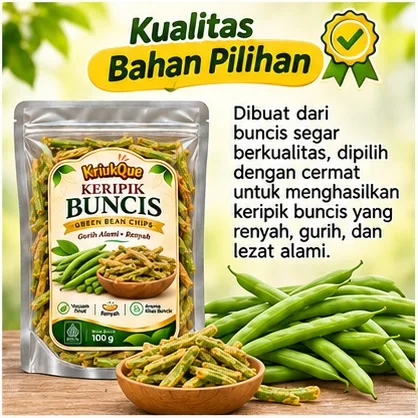 Kualitas
Bahan Pilihan
Dibuat dari
buncis segar
berkualitas, dipilih
dengan cermat
untuk menghasilkan
keripik buncis yang
renyah, gurih, dan
lezat alami.
KriukQue
KERIPIK
BUNCIS
GREEN BEAN CHIPS
Gurih Alami • Renyah
Renyah
100 g